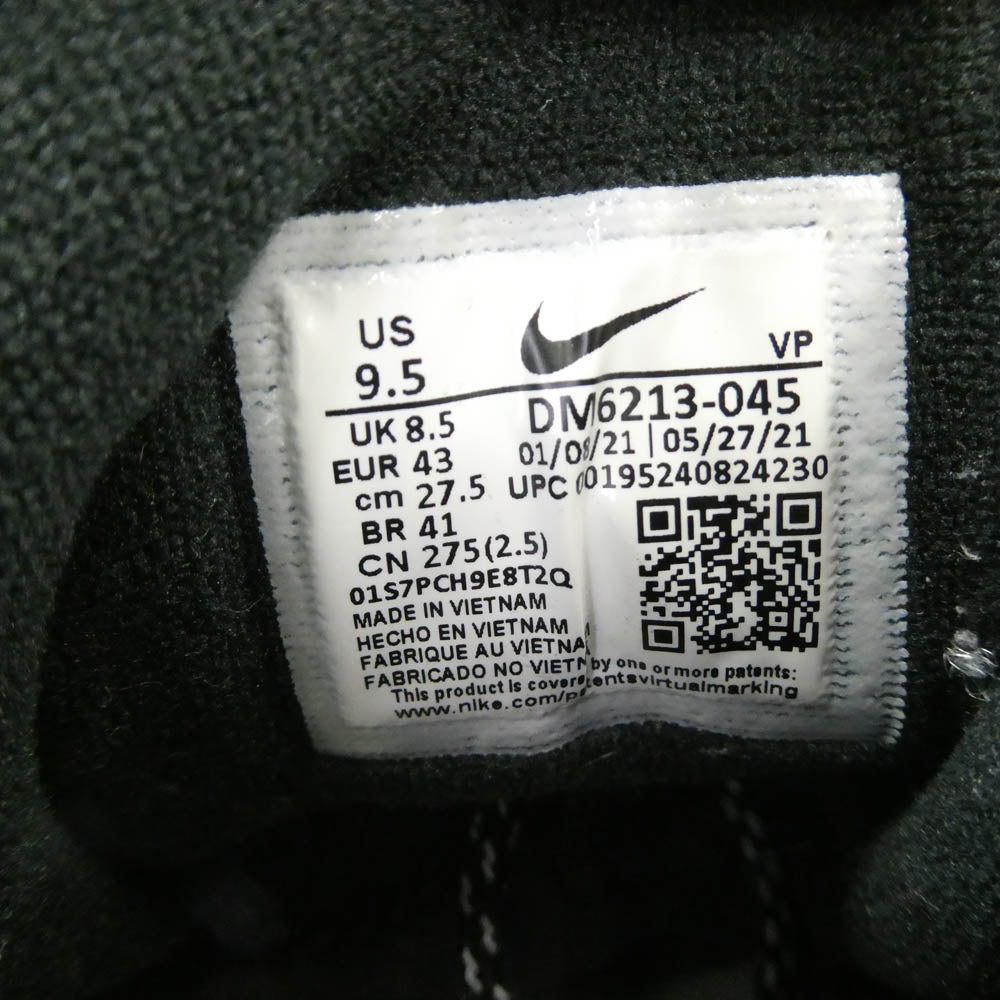 US
9.5
VP
UK 8.5
EUR 43
cm 27.5
BR 41
CN 275(2.5)
01S7PCH9E8T2Q
DM6213-045
01/08/21 | 05/27/21
UPC 00195240824230
MADE IN VIETNAM
HECHO EN VIETNAM
FABRIQUE AU VIETNA
FABRICADO NO VIETN
This product is covere by one or more patents:
www.nike.com/p entsvirtualmarking